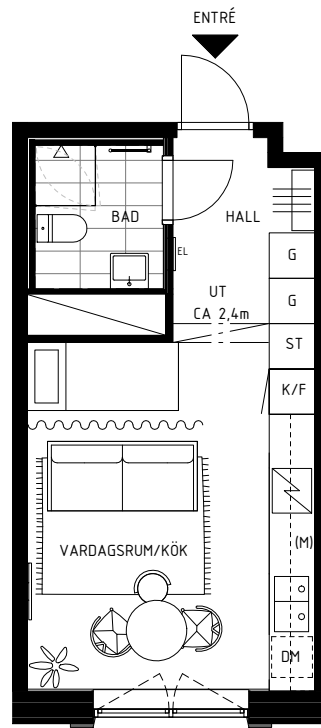 ENTRÉ
BAD
HALL
EL
G
UT
CA 2,4m
G
ST
K/F
(M)
VARDAGSRUM/KÖK
DM